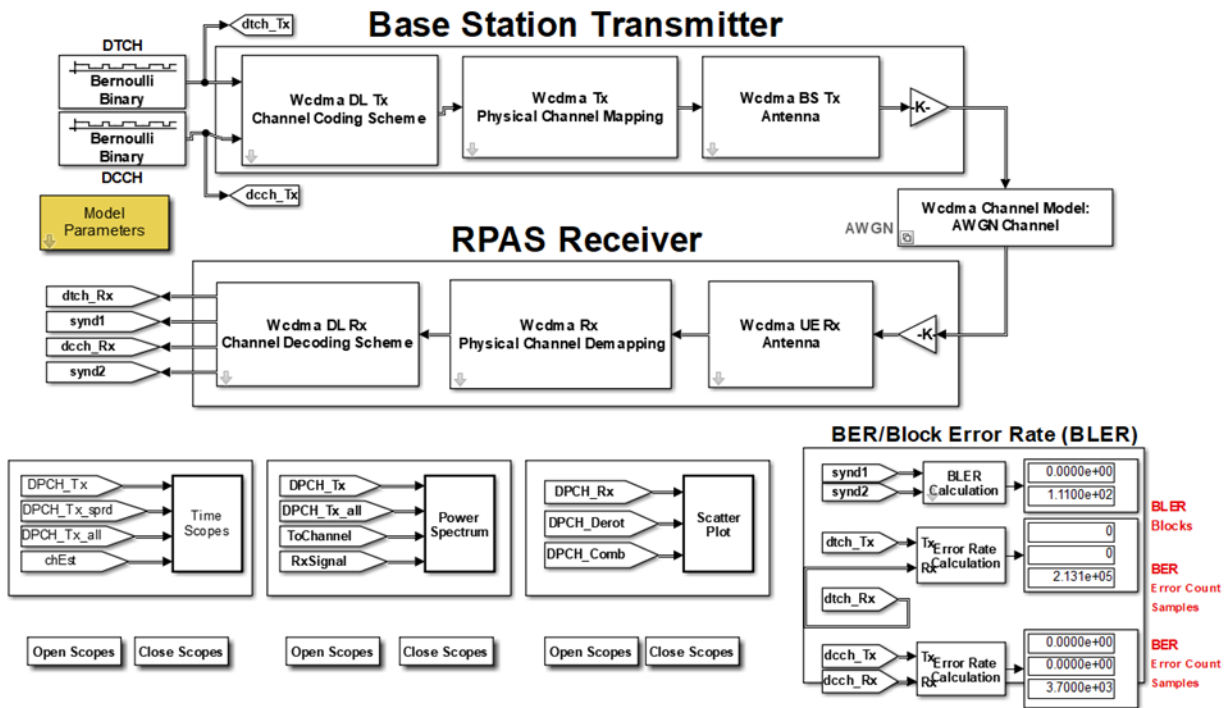 Base Station Transmitter
dtch_Tx
DTCH
Bernoulli
Binary
Bernoulli
Binary
DCCH
dcch_Tx
Wcdma DL Tx
Channel Coding Scheme
Wcdma Tx
Physical Channel Mapping
Wcdma BS Tx
Antenna
-K-
Model
Parameters
AWGN
Wcdma Channel Model:
AWGN Channel
RPAS Receiver
dtch_Rx
synd1
dcch_Rx
synd2
Wcdma DL Rx
Channel Decoding Scheme
Wcdma Rx
Physical Channel Demapping
Wcdma UE Rx
Antenna
-K-
DPCH_Tx
DPCH_Tx_sprd
DPCH_Tx_all
chEst
Time
Scopes
Open Scopes
Close Scopes
DPCH_Tx
DPCH_Tx_all
ToChannel
RxSignal
Power
Spectrum
Open Scopes
Close Scopes
DPCH_Rx
DPCH_Derot
DPCH_Comb
Scatter
Plot
Open Scopes
Close Scopes
BER/Block Error Rate (BLER)
synd1
synd2
BLER
Calculation
0.0000e+00
1.1100e+02
BLER
Blocks
dtch_Tx
dtch_Rx
Tx
Rx
Error Rate
Calculation
0
0
2.131e+05
BER
Error Count
Samples
dcch_Tx
dcch_Rx
Tx
Rx
Error Rate
Calculation
0.0000e+00
0.0000e+00
3.7000e+03
BER
Error Count
Samples